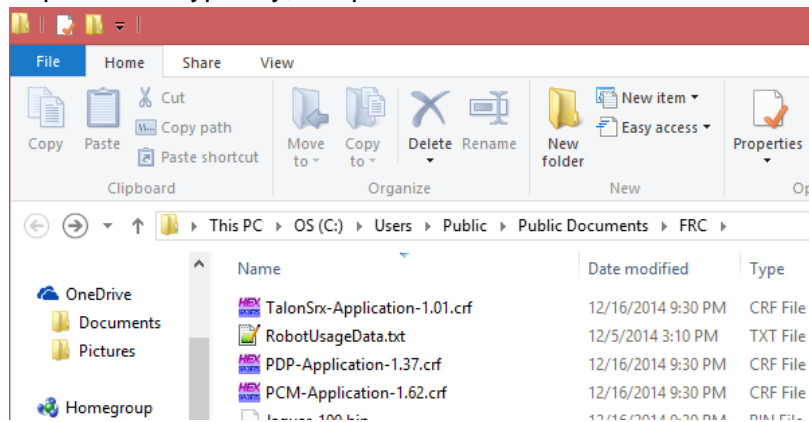 File Home Share View
Copy Paste Cut Copy path Paste shortcut Move to Copy to Delete Rename New folder New item Easy access Properties
Clipboard Organize New
This PC OS (C:) Users Public Public Documents FRC
Name Date modified Type
OneDrive
Documents
Pictures
Homegroup
TalonSrx-Application-1.01.crf 12/16/2014 9:30 PM CRF File
RobotUsageData.txt 12/5/2014 3:10 PM TXT File
PDP-Application-1.37.crf 12/16/2014 9:30 PM CRF File
PCM-Application-1.62.crf 12/16/2014 9:30 PM CRF File